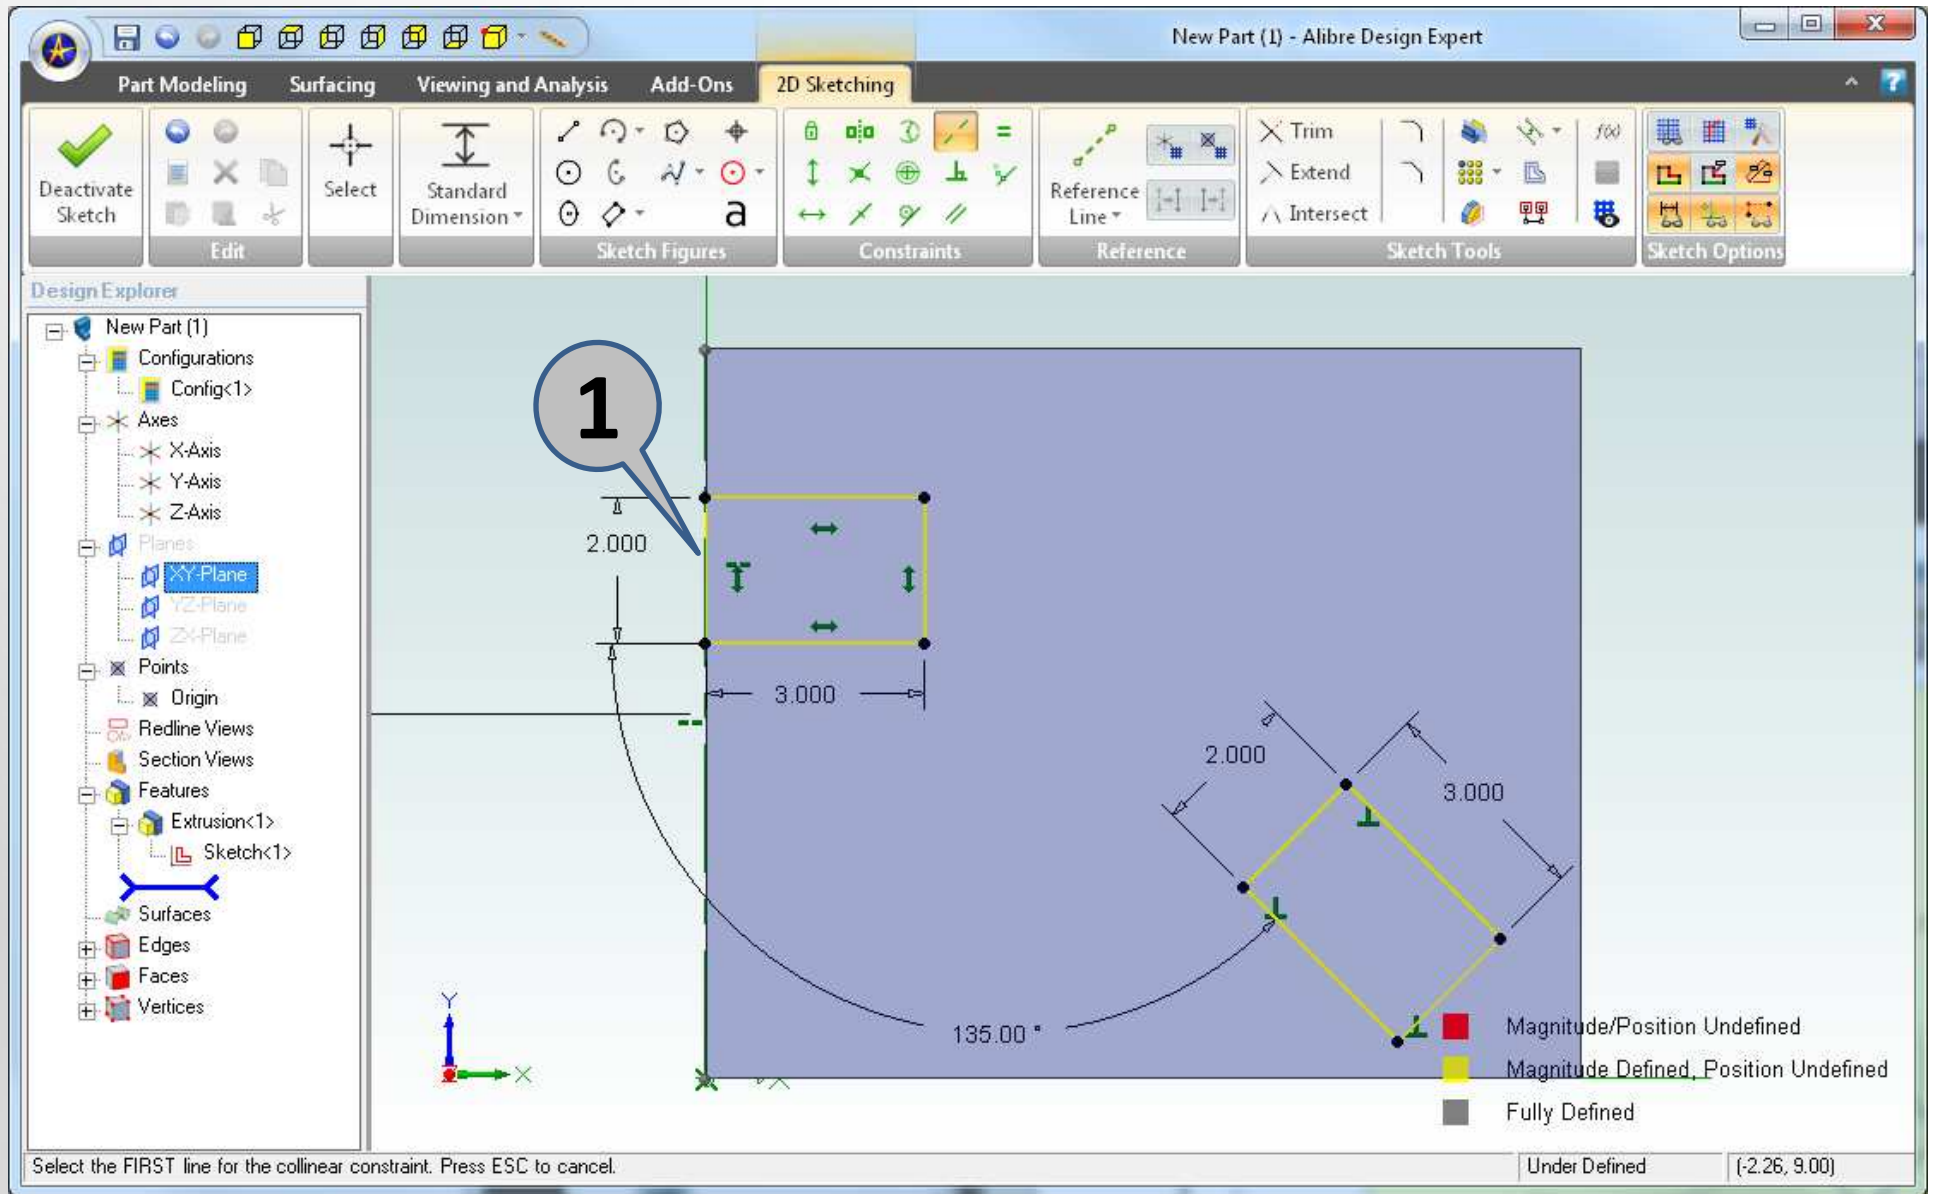 New Part (1) - Alibre Design Expert
Part Modeling
Surfacing
Viewing and Analysis
Add-Ons
2D Sketching
Deactivate
Sketch
Edit
Select
Standard
Dimension
a
Sketch Figures
Constraints
Reference
Line
Reference
Trim
Extend
Intersect
f(x)
Sketch Tools
Sketch Options
Design Explorer
New Part (1)
Configurations
Config<1>
Axes
X-Axis
Y-Axis
Z-Axis
Planes
XY-Plane
YZ-Plane
ZX-Plane
Points
Origin
Redline Views
Section Views
Features
Extrusion<1>
Sketch<1>
Surfaces
Edges
Faces
Vertices
1
2.000
3.000
2.000
3.000
135.00 °
Y
X
X
Magnitude/Position Undefined
Magnitude Defined, Position Undefined
Fully Defined
Select the FIRST line for the collinear constraint. Press ESC to cancel.
Under Defined
(-2.26, 9.00)